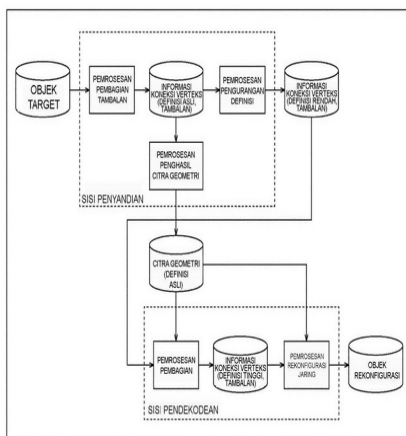 OBJEK
TARGET
PEMROSESAN
PEMBAGIAN
TAMBALAN
INFORMASI
KONEKSI VERTEKS
(DEFINISI ASLI,
TAMBALAN)
PEMROSESAN
PENGURANGAN
DEFINISI
INFORMASI
KONEKSI VERTEKS
(DEFINISI RENDAH,
TAMBALAN)
PEMROSESAN
PENGHASIL
CITRA GEOMETRI
SISI PENYANDIAN
CITRA GEOMETRI
(DEFINISI
ASLI)
PEMROSESAN
PEMBAGIAN
INFORMASI
KONEKSI VERTEKS
(DEFINISI TINGGI,
TAMBALAN)
PEMROSESAN
REKONFIGURASI
JARING
OBJEK
REKONFIGURASI
SISI PENDEKODEAN